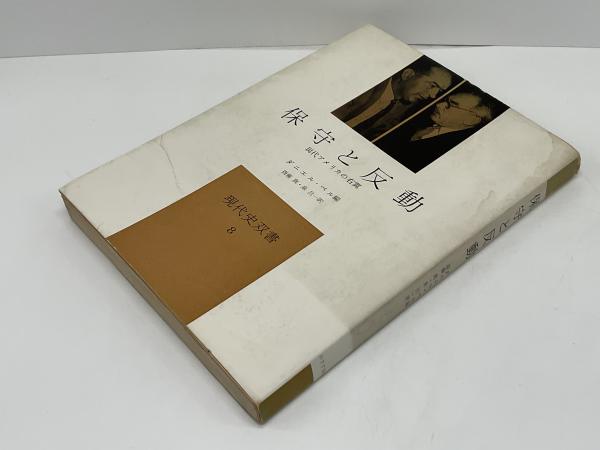 保守と反動
現代アメリカの右翼
ダニエル・ベル編
現代史双書
8
保守と反動